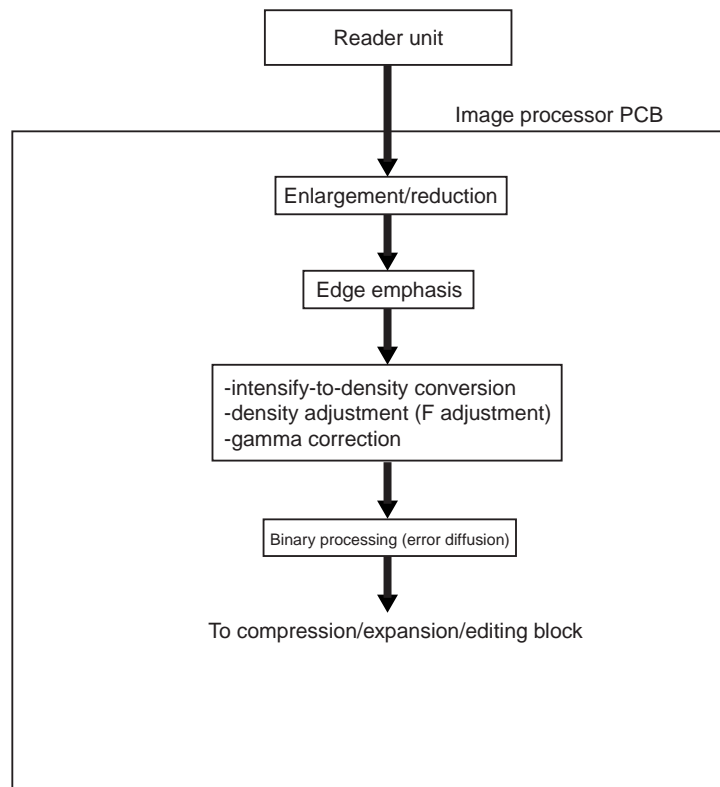 Reader unit
Image processor PCB
Enlargement/reduction
Edge emphasis
-intensify-to-density conversion
-density adjustment (F adjustment)
-gamma correction
Binary processing (error diffusion)
To compression/expansion/editing block